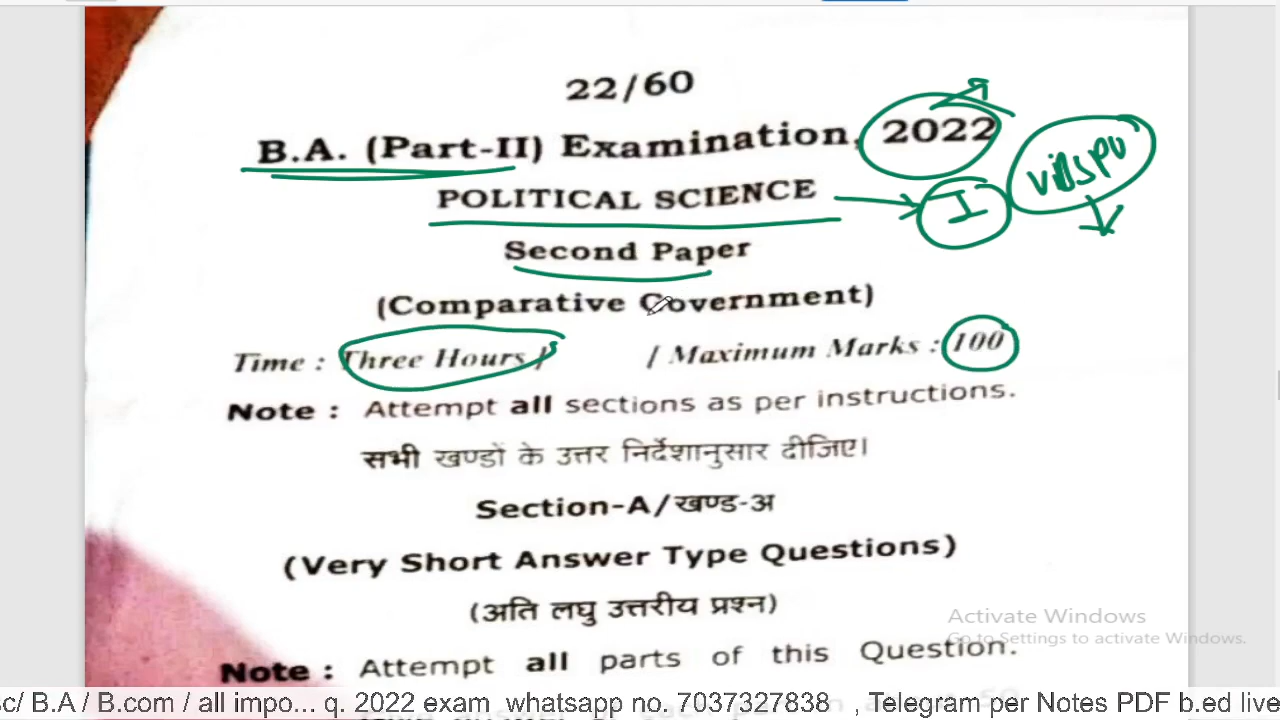 22/60
B.A. (Part-II) Examination, 2022
POLITICAL SCIENCE
I
Second Paper
(Comparative Government)
Time : Three Hours ] [ Maximum Marks : 100
Note : Attempt all sections as per instructions.
सभी खण्डों के उत्तर निर्देशानुसार दीजिए।
Section-A/खण्ड-अ
(Very Short Answer Type Questions)
(अति लघु उत्तरीय प्रश्न)
Activate Windows
Go to Settings to activate Windows.
Note : Attempt all parts of this Question.
sc/ B.A / B.com / all impo... q. 2022 exam whatsapp no. 7037327838 , Telegram per Notes PDF b.ed live